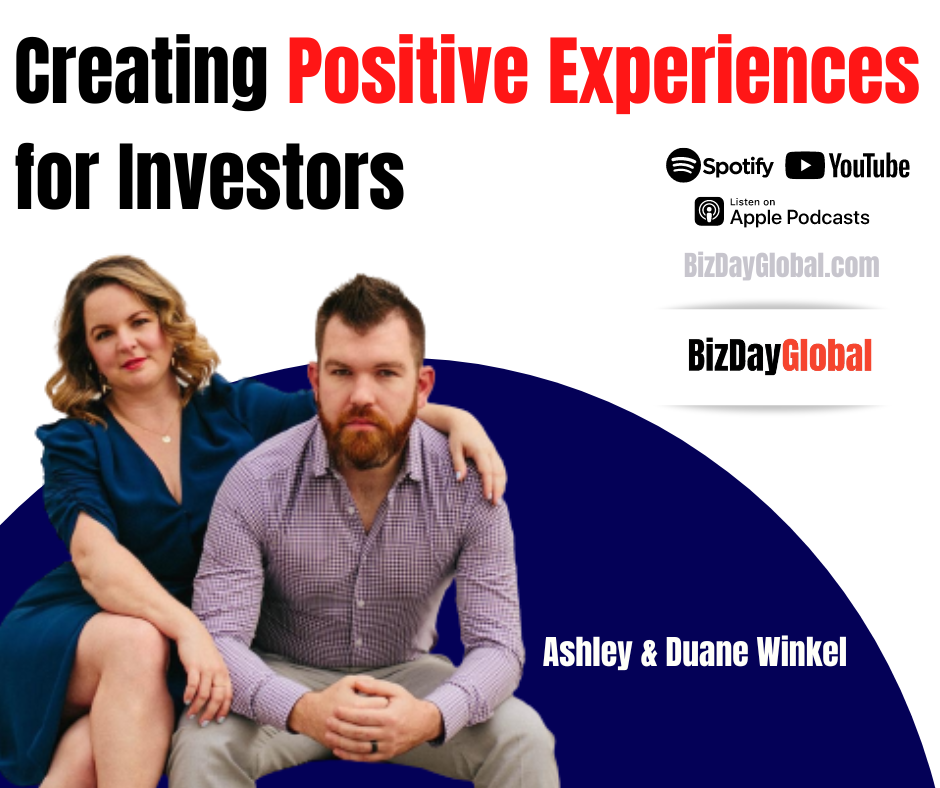 Creating Positive Experiences
for Investors
Spotify YouTube
Listen on
Apple Podcasts
BizDayGlobal.com
BizDayGlobal
Ashley & Duane Winkel